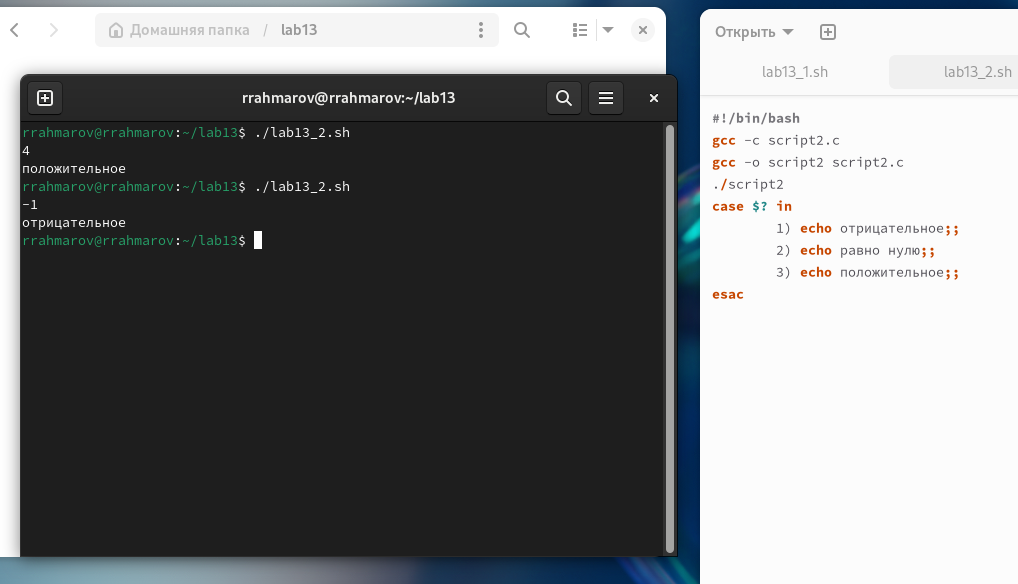 Домашняя папка / lab13
rrahmarov@rrahmarov:~/lab13
rrahmarov@rrahmarov:~/lab13$ ./lab13_2.sh
4
положительное
rrahmarov@rrahmarov:~/lab13$ ./lab13_2.sh
-1
отрицательное
rrahmarov@rrahmarov:~/lab13$
Открыть
lab13_1.sh
lab13_2.sh
#!/bin/bash
gcc -c script2.c
gcc -o script2 script2.c
./script2
case $? in
1) echo отрицательное;;
2) echo равно нулю;;
3) echo положительное;;
esac